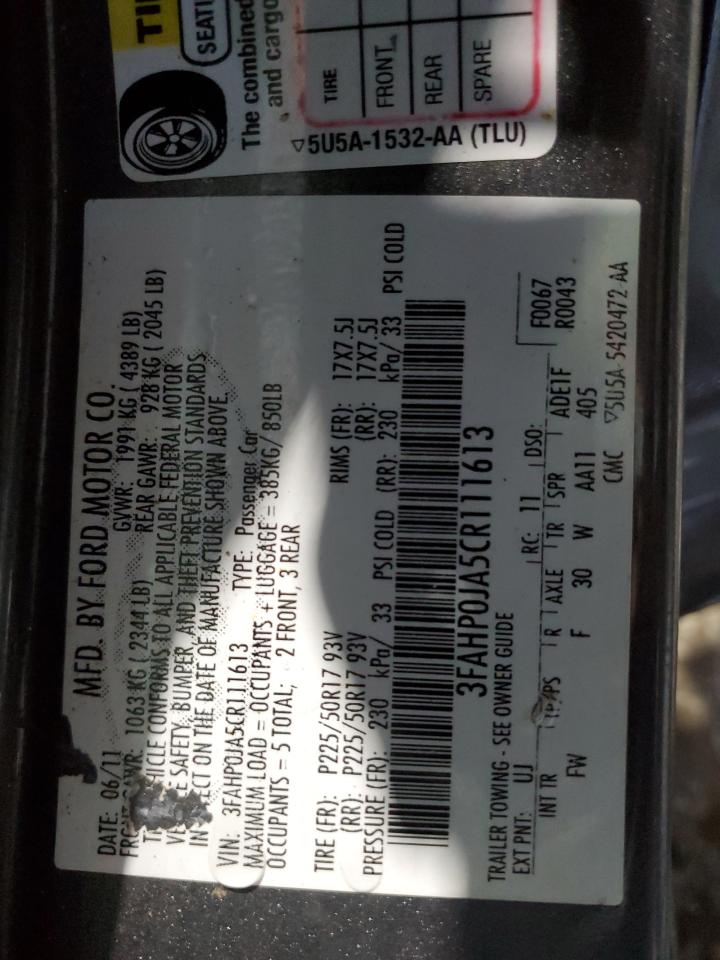 MFD. BY FORD MOTOR CO.
DATE: 06/11 GVWR: 1991 KG ( 4389 LB)
GAWR: 1063 KG ( 2344 LB) REAR GAWR: 928 KG ( 2045 LB)
VEHICLE CONFORMS TO ALL APPLICABLE FEDERAL MOTOR
SAFETY, BUMPER, AND THEFT PREVENTION STANDARDS
IN EFFECT ON THE DATE OF MANUFACTURE SHOWN ABOVE.
VIN: 3FAHP0JA5CR111613 TYPE: Passenger Car
MAXIMUM LOAD = OCCUPANTS + LUGGAGE = 385KG/ 850LB
OCCUPANTS = 5 TOTAL; 2 FRONT, 3 REAR
TIRE (FR): P225/50R17 93V RIMS (FR): 17X7.5J
(RR): P225/50R17 93V (RR): 17X7.5J
PRESSURE (FR): 230 kPa/ 33 PSI COLD (RR): 230 kPa/ 33 PSI COLD
3FAHP0JA5CR111613
TRAILER TOWING - SEE OWNER GUIDE
EXT PNT: UJ RC: 11 DSO: F0067
R0043
INT TR TP/PS R AXLE TR SPR ADE1F
FW F 30 W AA11 405
CMC ▽5U5A-5420472-AA
SEATI
The combined
and cargo
TIRE
FRONT
REAR
SPARE
▽5U5A-1532-AA (TLU)